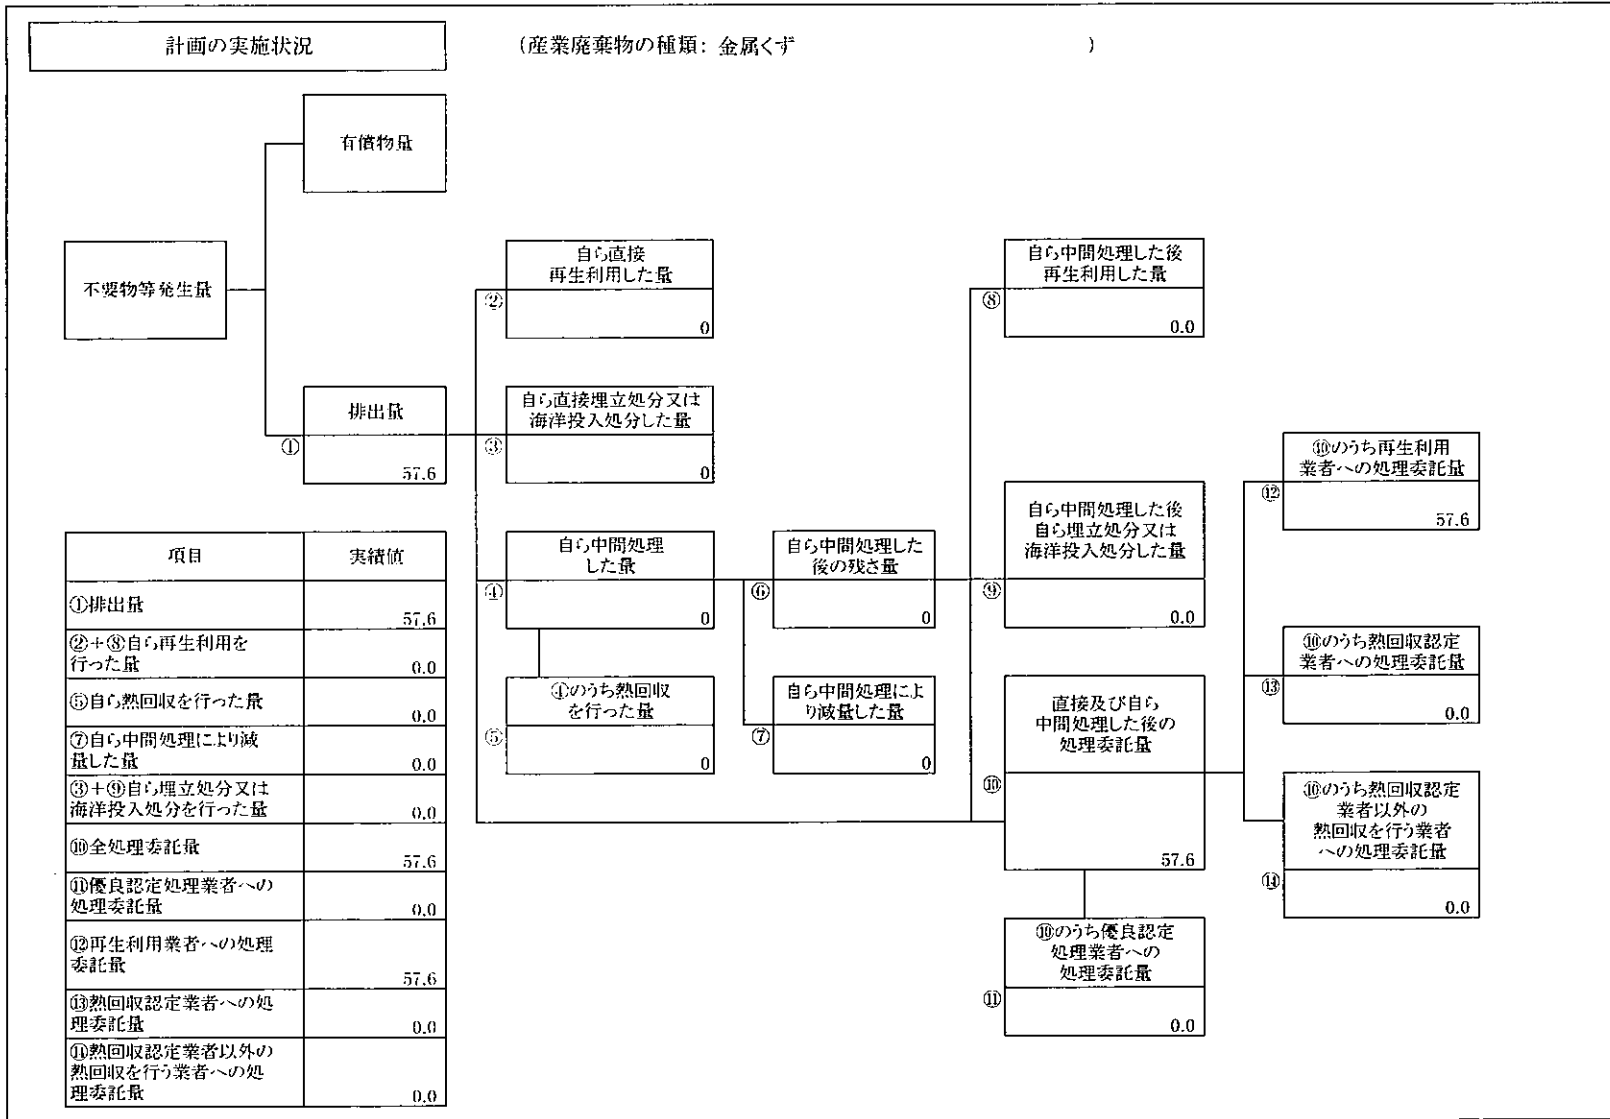 計画の実施状況
(産業廃棄物の種類: 金属くず )
有償物量
不要物等発生量
排出量
①
57.6
自ら直接
再生利用した量
②
0
自ら直接埋立処分又は
海洋投入処分した量
③
0
自ら中間処理
した量
④
0
④のうち熱回収
を行った量
⑤
0
自ら中間処理した
後の残さ量
⑥
0
自ら中間処理によ
り減量した量
⑦
0
自ら中間処理した後
再生利用した量
⑧
0.0
自ら中間処理した後
自ら埋立処分又は
海洋投入処分した量
⑨
0.0
直接及び自ら
中間処理した後の
処理委託量
⑩
57.6
⑩のうち優良認定
処理業者への
処理委託量
⑪
0.0
⑩のうち再生利用
業者への処理委託量
⑫
57.6
⑩のうち熱回収認定
業者への処理委託量
⑬
0.0
⑩のうち熱回収認定
業者以外の
熱回収を行う業者
への処理委託量
⑭
0.0
項目 実績値
①排出量
57.6
②+⑧自ら再生利用を
行った量
0.0
⑤自ら熱回収を行った量
0.0
⑦自ら中間処理により減
量した量
0.0
③+⑨自ら埋立処分又は
海洋投入処分を行った量
0.0
⑩全処理委託量
57.6
⑪優良認定処理業者への
処理委託量
0.0
⑫再生利用業者への処理
委託量
57.6
⑬熱回収認定業者への処
理委託量
0.0
⑭熱回収認定業者以外の
熱回収を行う業者への処
理委託量
0.0